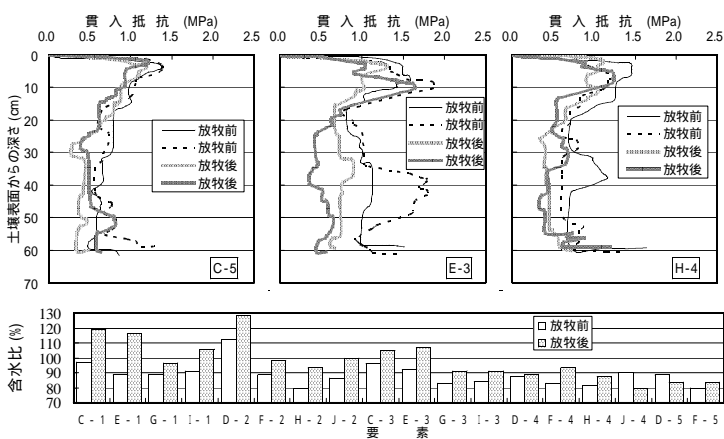 貫 入 抵 抗 (MPa) 貫 入 抵 抗 (MPa) 貫 入 抵 抗 (MPa)
0.0 0.5 1.0 1.5 2.0 2.5 0.0 0.5 1.0 1.5 2.0 2.5 0.0 0.5 1.0 1.5 2.0 2.5
土壌表面からの深さ (cm)
0
10
20
30
40
50
60
70
放牧前
放牧前
放牧後
放牧後
C-5
放牧前
放牧前
放牧後
放牧後
E-3
放牧前
放牧前
放牧後
放牧後
H-4
含水比 (%)
130
110
100
90
80
70
放牧前
放牧後
C - 1 E - 1 G - 1 I - 1 D - 2 F - 2 H - 2 J - 2 C - 3 E - 3 G - 3 I - 3 D - 4 F - 4 H - 4 J - 4 D - 5 F - 5
要 素